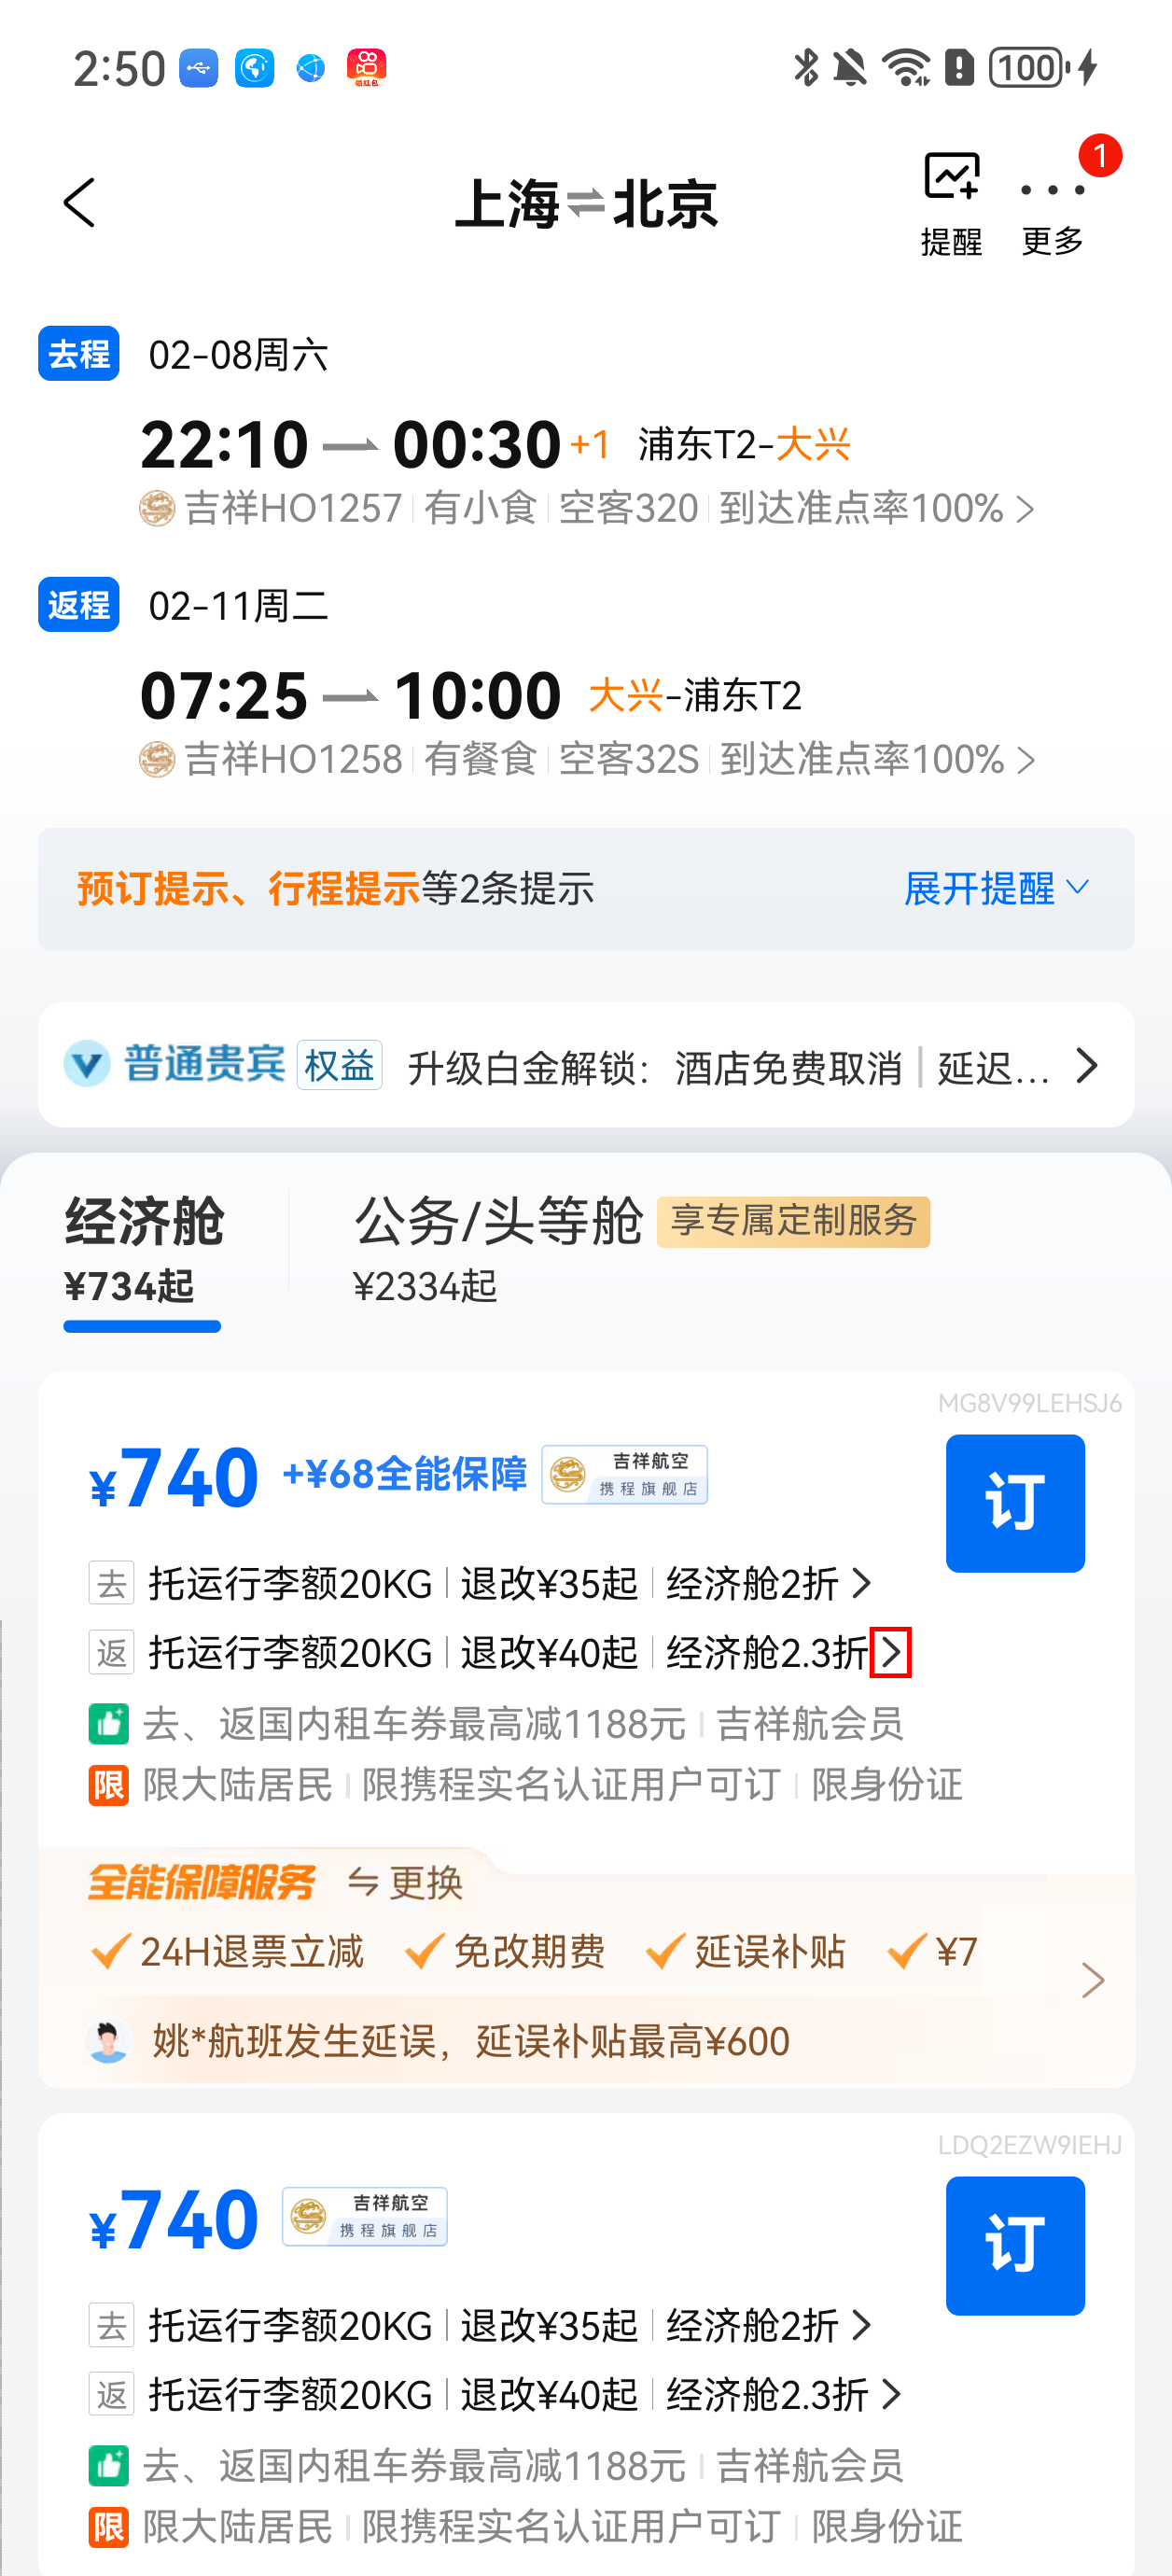 2:50
领红包
100
上海⇌北京
提醒
更多
1
去程 02-08周六
22:10 00:30 +1 浦东T2-大兴
吉祥HO1257 有小食 空客320 到达准点率100%
返程 02-11周二
07:25 10:00 大兴-浦东T2
吉祥HO1258 有餐食 空客32S 到达准点率100%
预订提示、行程提示等2条提示 展开提醒
普通贵宾 权益 升级白金解锁：酒店免费取消 | 延迟...
经济舱
¥734起
公务/头等舱 享专属定制服务
¥2334起
MG8V99LEHSJ6
¥740 +¥68全能保障 吉祥航空 携程旗舰店
订
去 托运行李额20KG 退改¥35起 经济舱2折
返 托运行李额20KG 退改¥40起 经济舱2.3折
去、返国内租车券最高减1188元 吉祥航会员
限 限大陆居民 限携程实名认证用户可订 限身份证
全能保障服务 更换
24H退票立减 免改期费 延误补贴 ¥7
姚*航班发生延误，延误补贴最高¥600
LDQ2EZW9IEHJ
¥740 吉祥航空 携程旗舰店
订
去 托运行李额20KG 退改¥35起 经济舱2折
返 托运行李额20KG 退改¥40起 经济舱2.3折
去、返国内租车券最高减1188元 吉祥航会员
限 限大陆居民 限携程实名认证用户可订 限身份证